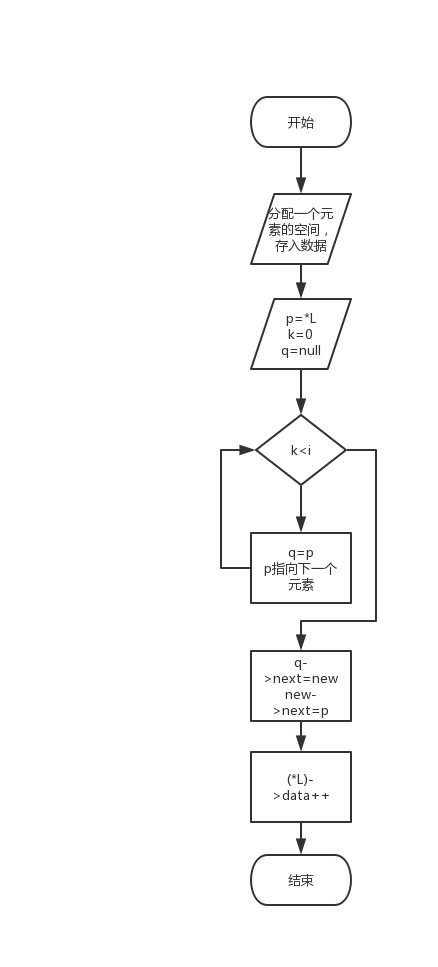 开始
分配一个元
素的空间，
存入数据
p=*L
k=0
q=null
k<i
q=p
p指向下一个
元素
q-
>next=new
new-
>next=p
(*L)-
>data++
结束